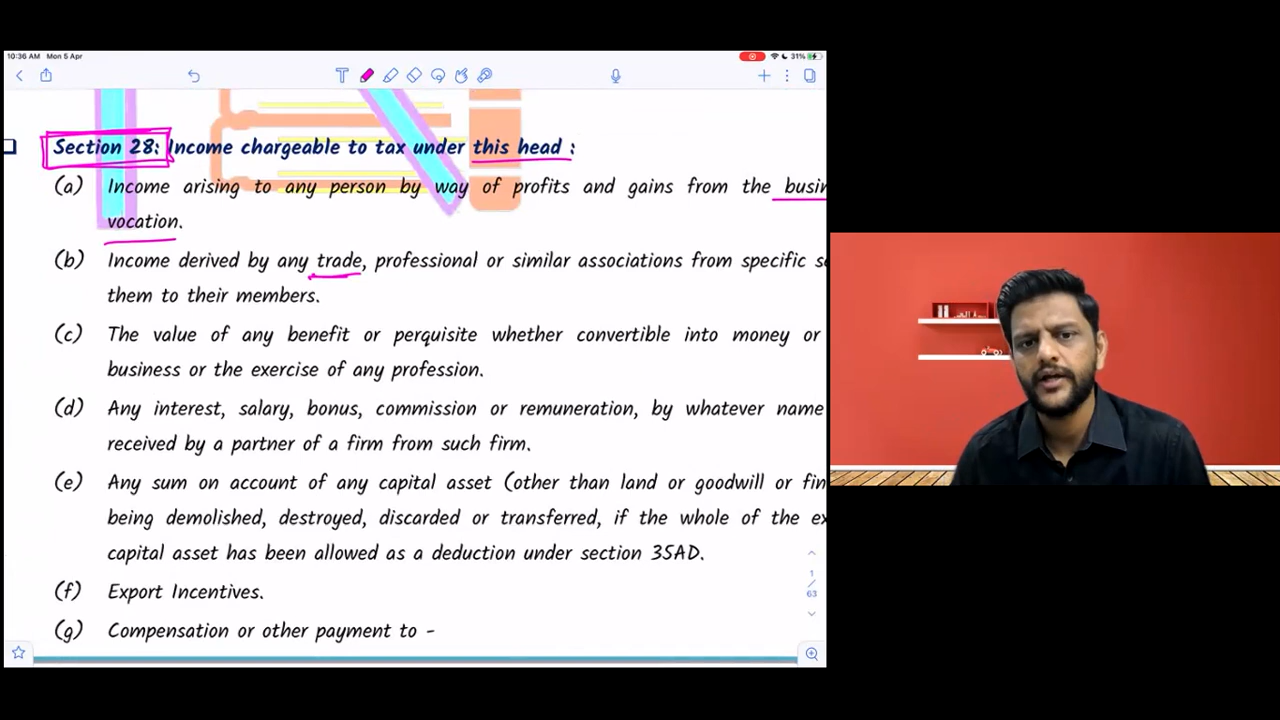 10:36 AM Mon 5 Apr
31%
Section 28: Income chargeable to tax under this head :
(a) Income arising to any person by way of profits and gains from the
vocation.
(b) Income derived by any trade, professional or similar associations from specific
them to their members.
(c) The value of any benefit or perquisite whether convertible into money or
business or the exercise of any profession.
(d) Any interest, salary, bonus, commission or remuneration, by whatever name
received by a partner of a firm from such firm.
(e) Any sum on account of any capital asset (other than land or goodwill or
being demolished, destroyed, discarded or transferred, if the whole of the
capital asset has been allowed as a deduction under section 35AD.
(f) Export Incentives.
(g) Compensation or other payment to -
1
/
63